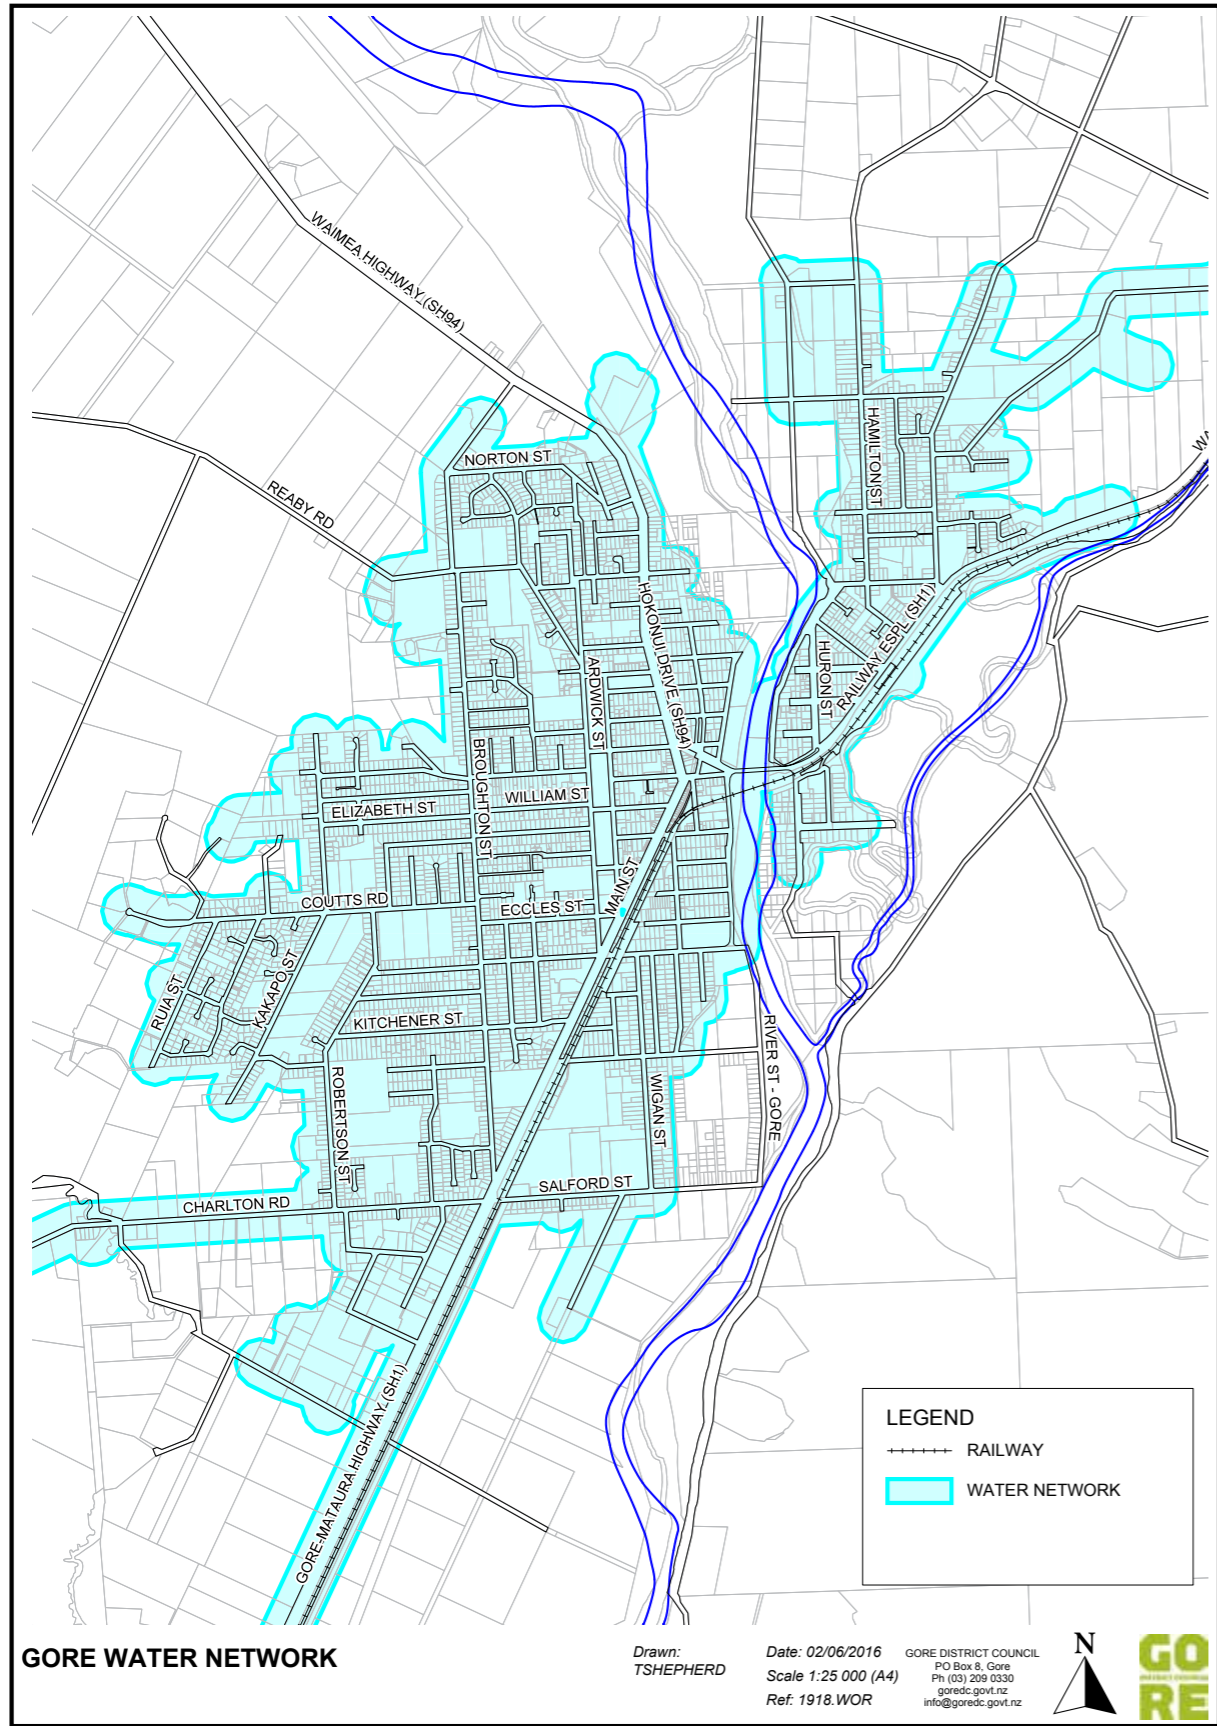 WAIMEA HIGHWAY (SH94)
NORTON ST
REABY RD
HAMILTON ST
HOKONUI DRIVE (SH94)
HURON ST
RAILWAY ESPL (SH1)
ARDWICK ST
BROUGHTON ST
WILLIAM ST
ELIZABETH ST
MAIN ST
COUTTS RD
ECCLES ST
RUIA ST
KAKAPO ST
KITCHENER ST
ROBERTSON ST
WIGAN ST
RIVER ST - GORE
SALFORD ST
CHARLTON RD
GORE-MATAURA HIGHWAY (SH1)
LEGEND
RAILWAY
WATER NETWORK
GORE WATER NETWORK
Drawn:
TSHEPHERD
Date: 02/06/2016
Scale 1:25 000 (A4)
Ref: 1918.WOR
GORE DISTRICT COUNCIL
PO Box 8, Gore
Ph (03) 209 0330
goredc.govt.nz
info@goredc.govt.nz
N
GO
RE